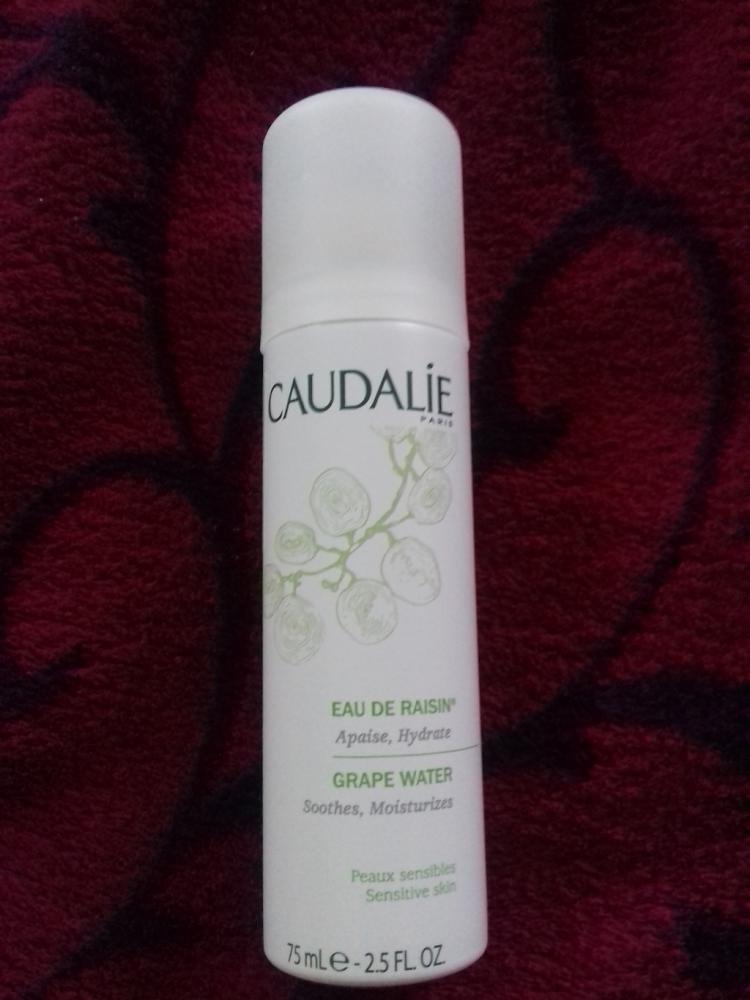 CAUDALIE
PARIS
EAU DE RAISIN®
Apaise, Hydrate
GRAPE WATER
Soothes, Moisturizes
Peaux sensibles
Sensitive skin
75 mL e - 2.5 FL. OZ.